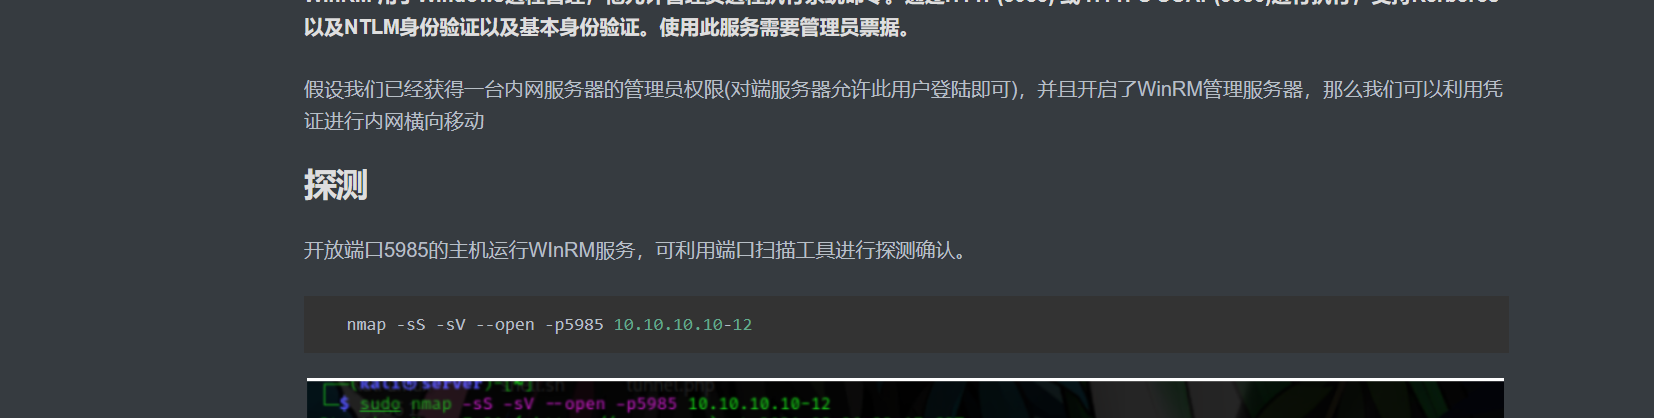 以及NTLM身份验证以及基本身份验证。使用此服务需要管理员票据。
假设我们已经获得一台内网服务器的管理员权限(对端服务器允许此用户登陆即可)，并且开启了WinRM管理服务器，那么我们可以利用凭
证进行内网横向移动
探测
开放端口5985的主机运行WInRM服务，可利用端口扫描工具进行探测确认。
nmap -sS -sV --open -p5985 10.10.10.10-12
(kali㉿server)-[~]
tunnel.php
$ sudo nmap -sS -sV --open -p5985 10.10.10.10-12